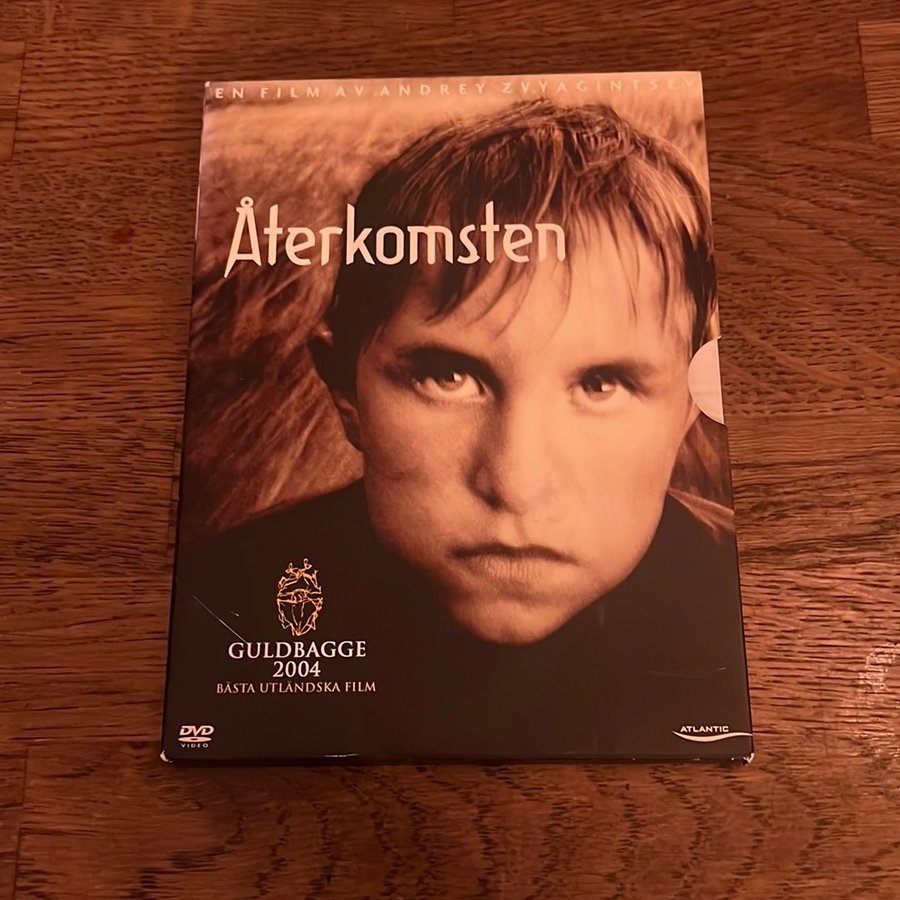 EN FILM AV ANDREY ZVYAGINTSEV
Återkomsten
GULDBAGGE
2004
BÄSTA UTLÄNDSKA FILM
DVD
VIDEO
ATLANTIC